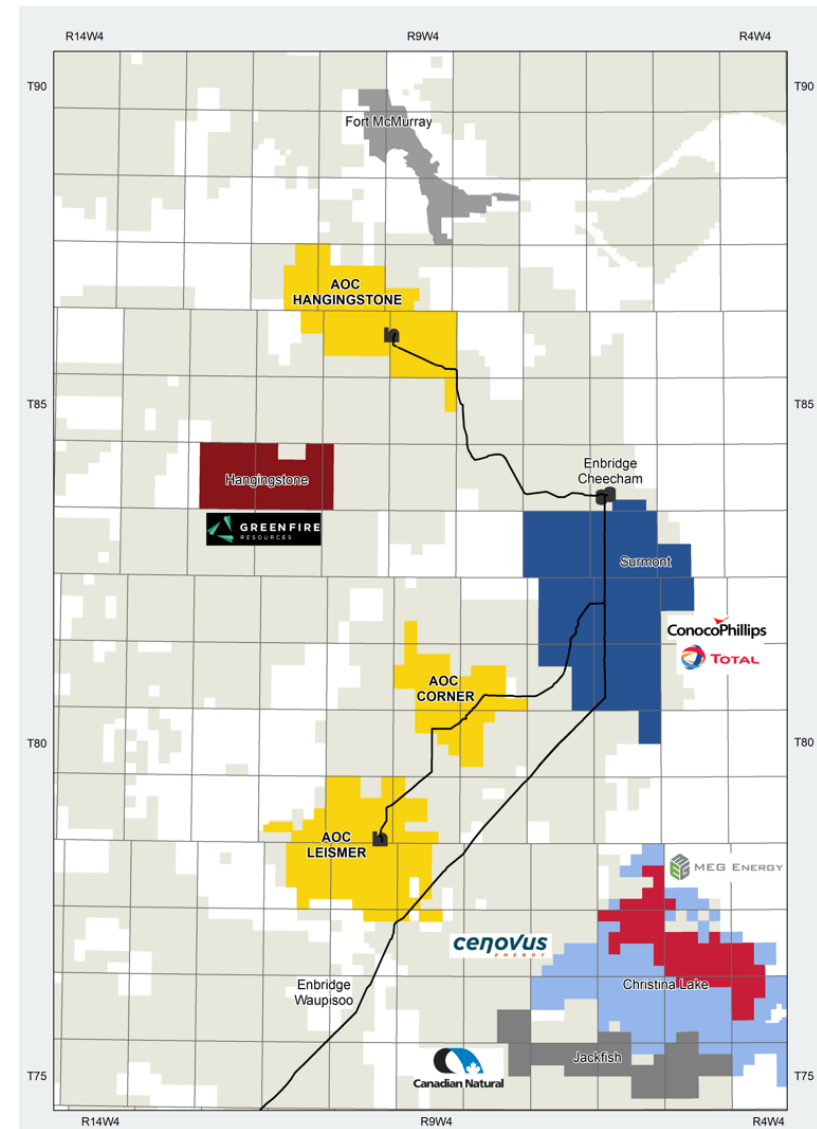 R14W4
R9W4
R4W4
T90
T90
Fort McMurray
AOC
HANGINGSTONE
T85
T85
Enbridge
Cheecham
Hangingstone
GREENFIRE
RESOURCES
Surmont
ConocoPhillips
TOTAL
AOC
CORNER
T80
T80
AOC
LEISMER
MEG ENERGY
cenovus
ENERGY
Enbridge
Waupisoo
Christina Lake
Jackfish
Canadian Natural
T75
T75
R14W4
R9W4
R4W4